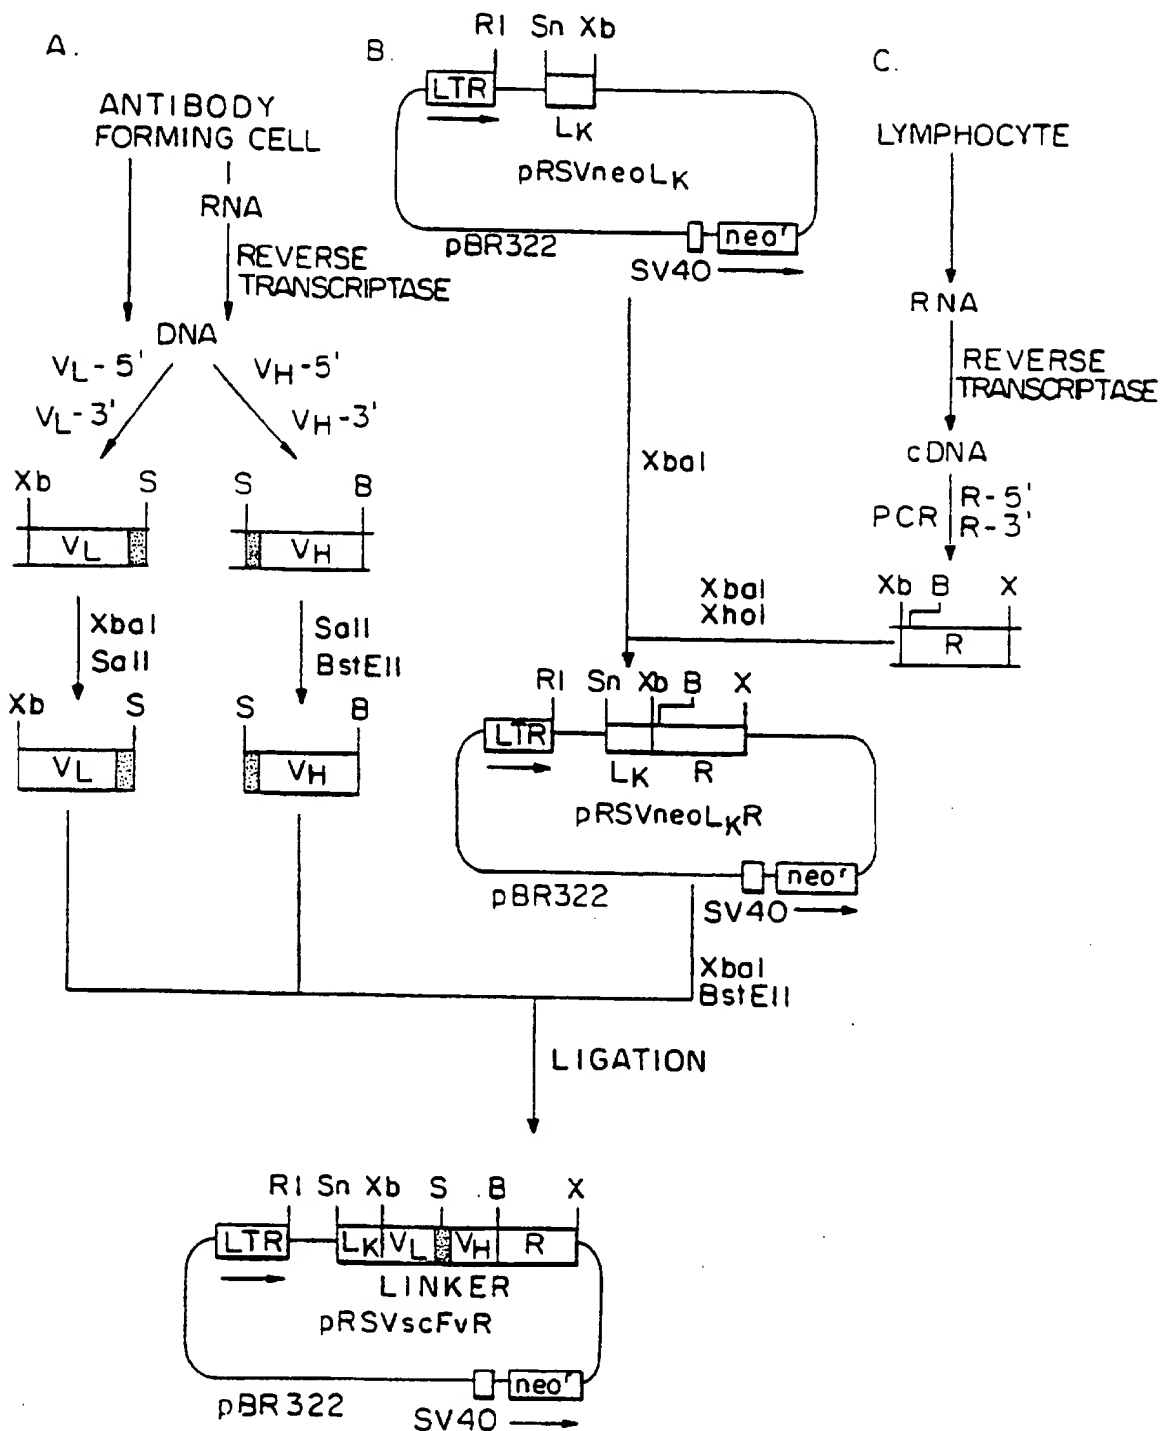 A.
ANTIBODY
FORMING CELL
RNA
REVERSE
TRANSCRIPTASE
DNA
VL-5'
VL-3'
VH-5'
VH-3'
Xb S
VL
S B
VH
XbaI
SalI
SalI
BstEII
Xb S
VL
S B
VH
B.
RI Sn Xb
LTR
LK
pRSVneoLK
pBR322
neor
SV40
XbaI
C.
LYMPHOCYTE
RNA
REVERSE
TRANSCRIPTASE
cDNA
PCR
R-5'
R-3'
Xb B X
R
XbaI
XhoI
RI Sn Xb B X
LTR
LK R
pRSVneoLKR
pBR322
neor
SV40
XbaI
BstEII
LIGATION
RI Sn Xb S B X
LTR LK VL VH R
LINKER
pRSVscFvR
pBR322
neor
SV40